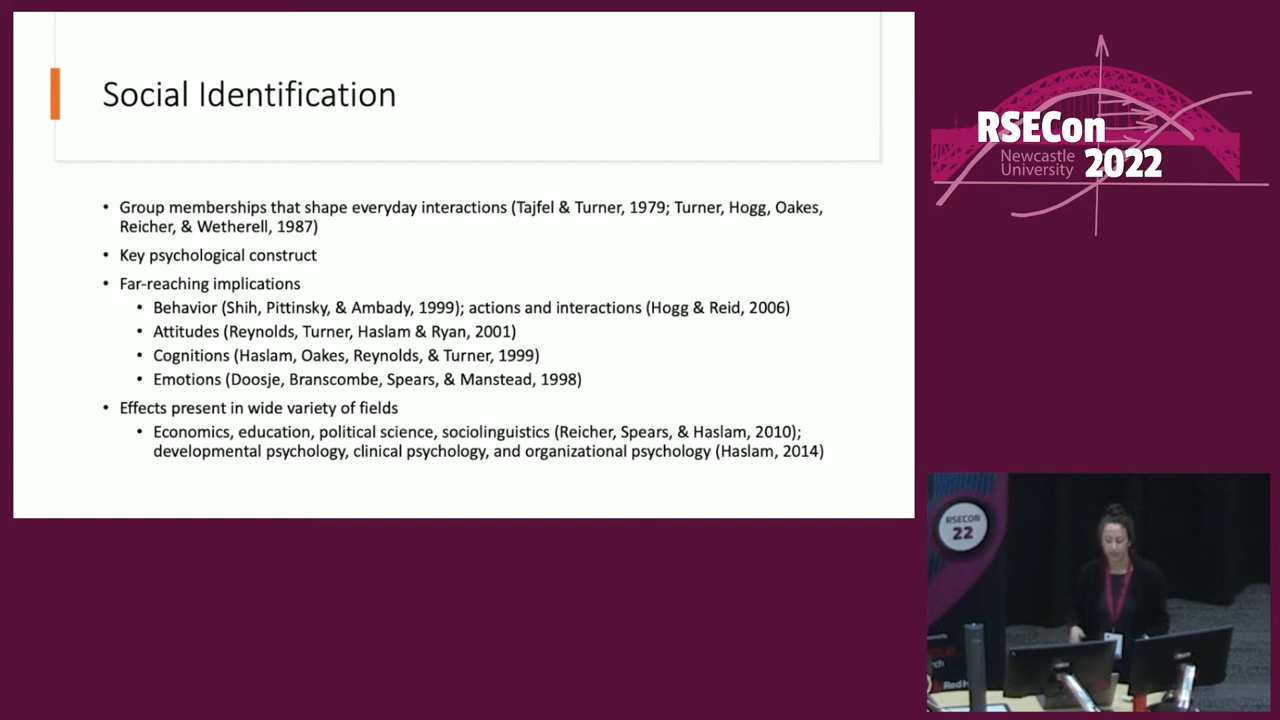 Social Identification
• Group memberships that shape everyday interactions (Tajfel & Turner, 1979; Turner, Hogg, Oakes,
Reicher, & Wetherell, 1987)
• Key psychological construct
• Far-reaching implications
• Behavior (Shih, Pittinsky, & Ambady, 1999); actions and interactions (Hogg & Reid, 2006)
• Attitudes (Reynolds, Turner, Haslam & Ryan, 2001)
• Cognitions (Haslam, Oakes, Reynolds, & Turner, 1999)
• Emotions (Doosje, Branscombe, Spears, & Manstead, 1998)
• Effects present in wide variety of fields
• Economics, education, political science, sociolinguistics (Reicher, Spears, & Haslam, 2010);
developmental psychology, clinical psychology, and organizational psychology (Haslam, 2014)
RSECon
Newcastle
University
2022
RSECON
22